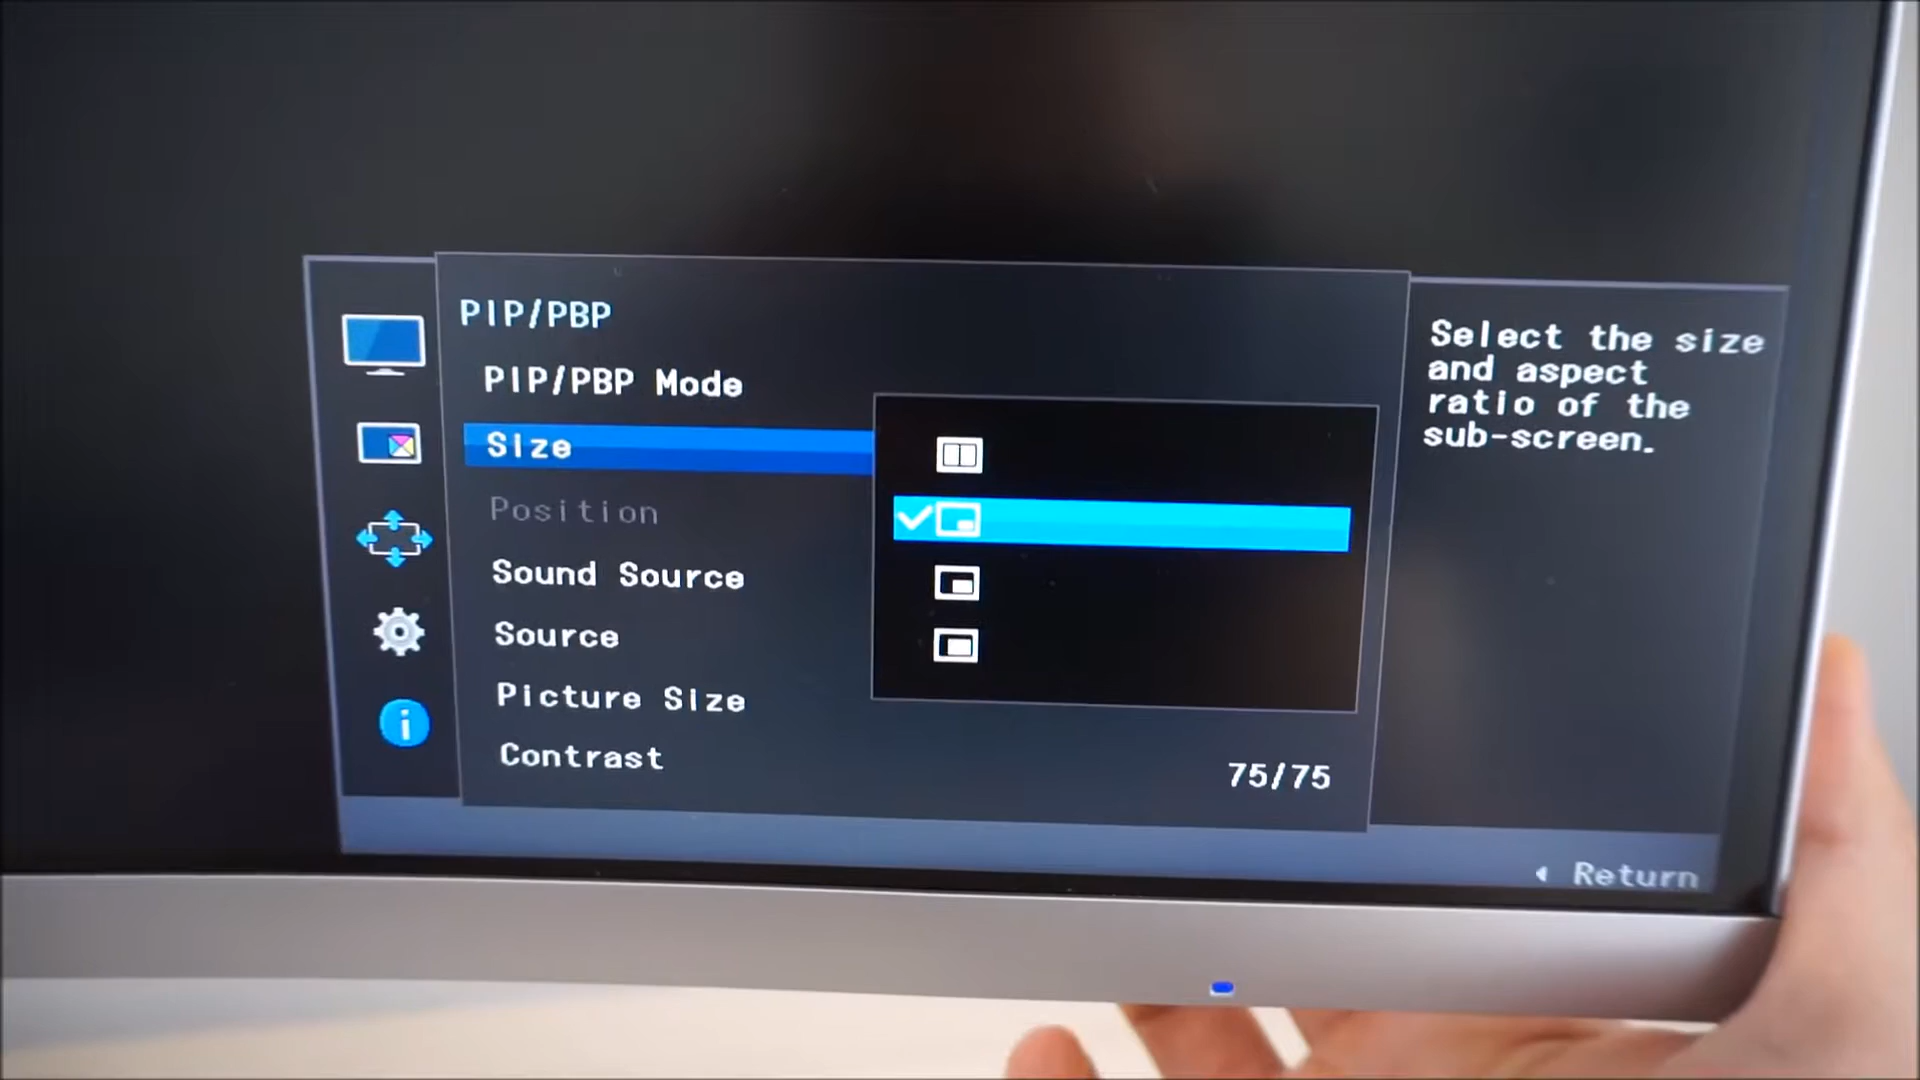 PIP/PBP
PIP/PBP Mode
Size
Position
Sound Source
Source
Picture Size
Contrast
75/75
Select the size
and aspect
ratio of the
sub-screen.
Return